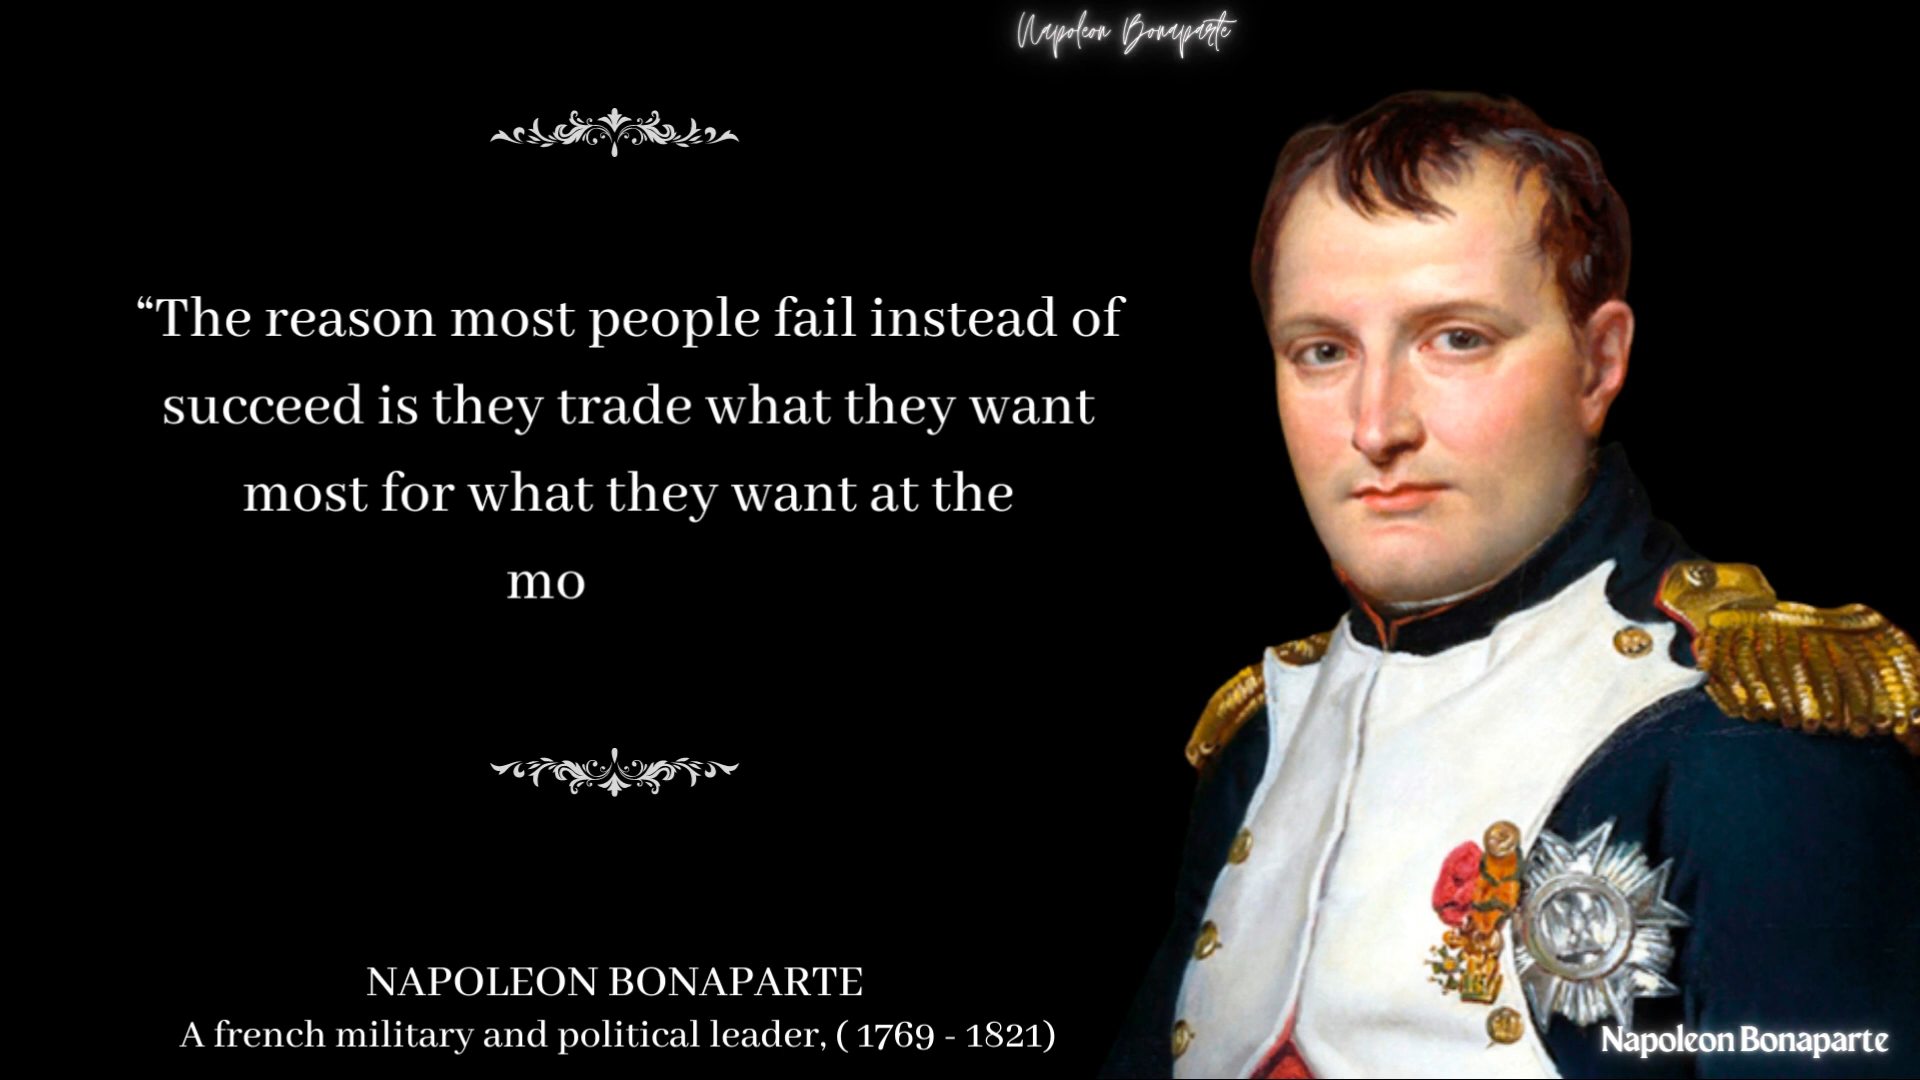 Napoleon Bonaparte
“The reason most people fail instead of
succeed is they trade what they want
most for what they want at the
mo
NAPOLEON BONAPARTE
A french military and political leader, ( 1769 - 1821)
Napoleon Bonaparte